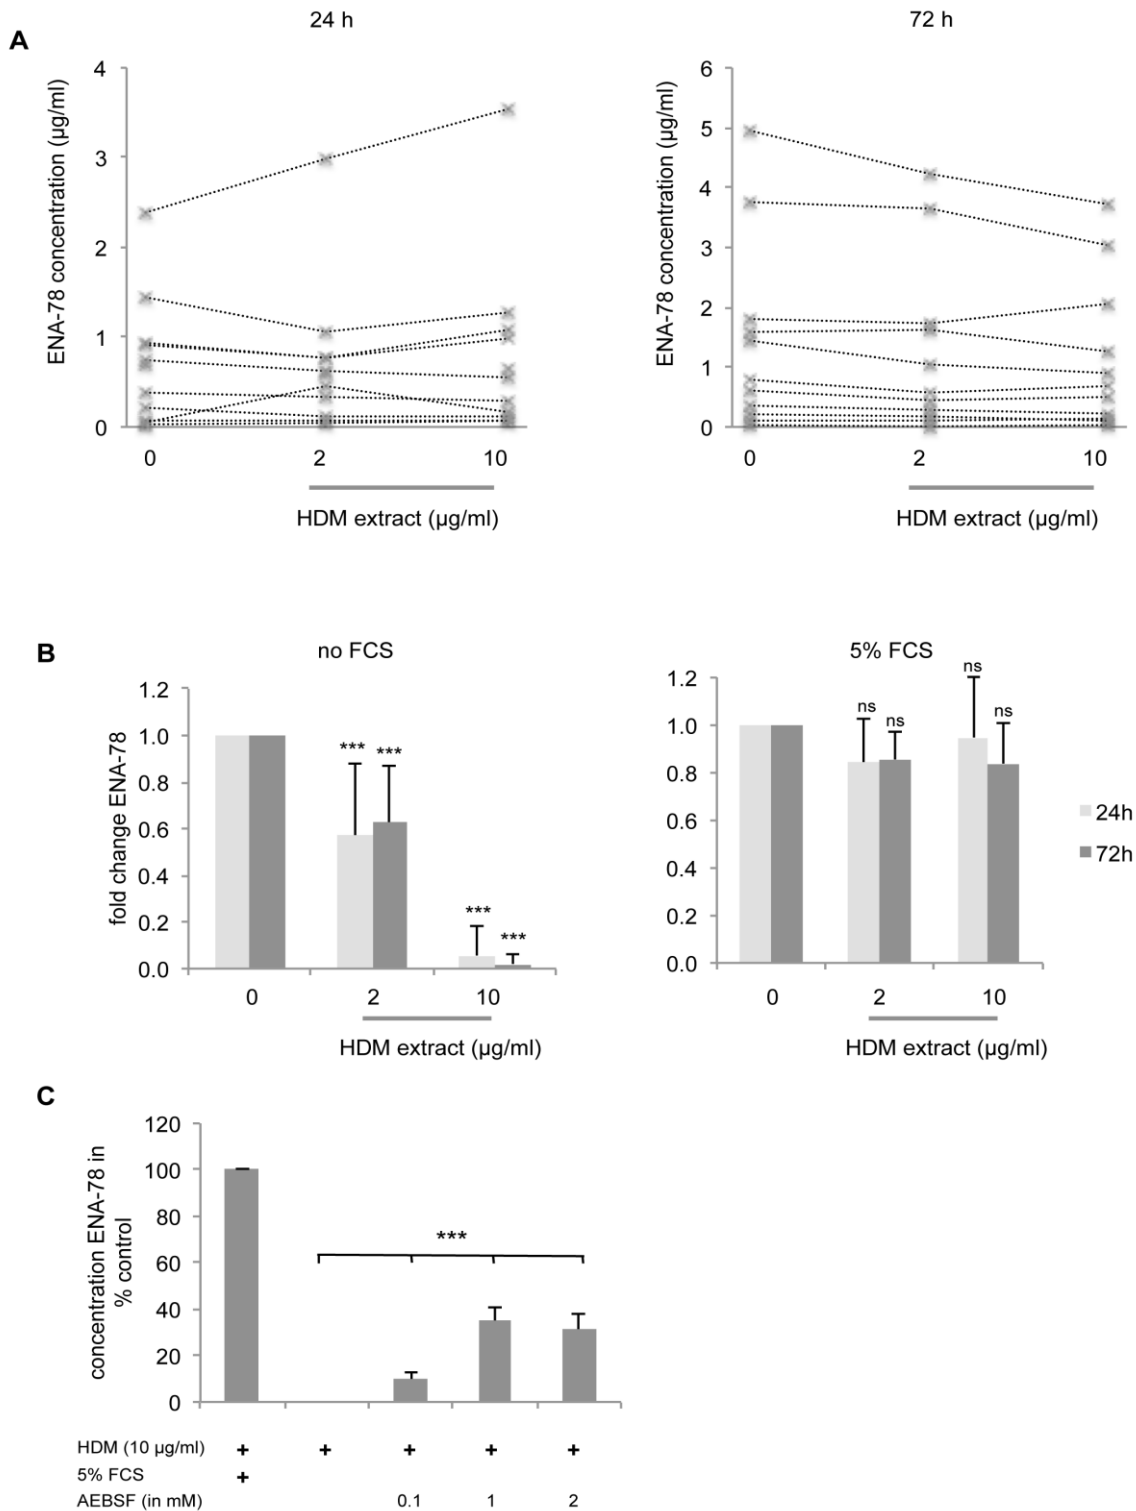 24 h
72 h
A
ENA-78 concentration (µg/ml)
4
3
2
1
0
0 2 10
HDM extract (µg/ml)
ENA-78 concentration (µg/ml)
6
5
4
3
2
1
0
0 2 10
HDM extract (µg/ml)
B
no FCS
fold change ENA-78
1.2
1.0
0.8
0.6
0.4
0.2
0.0
*** ***
*** ***
0 2 10
HDM extract (µg/ml)
5% FCS
1.2
1.0
0.8
0.6
0.4
0.2
0.0
ns ns
ns ns
0 2 10
HDM extract (µg/ml)
24h
72h
C
concentration ENA-78 in
% control
120
100
80
60
40
20
0
***
HDM (10 µg/ml) + + + + +
5% FCS +
AEBSF (in mM) 0.1 1 2